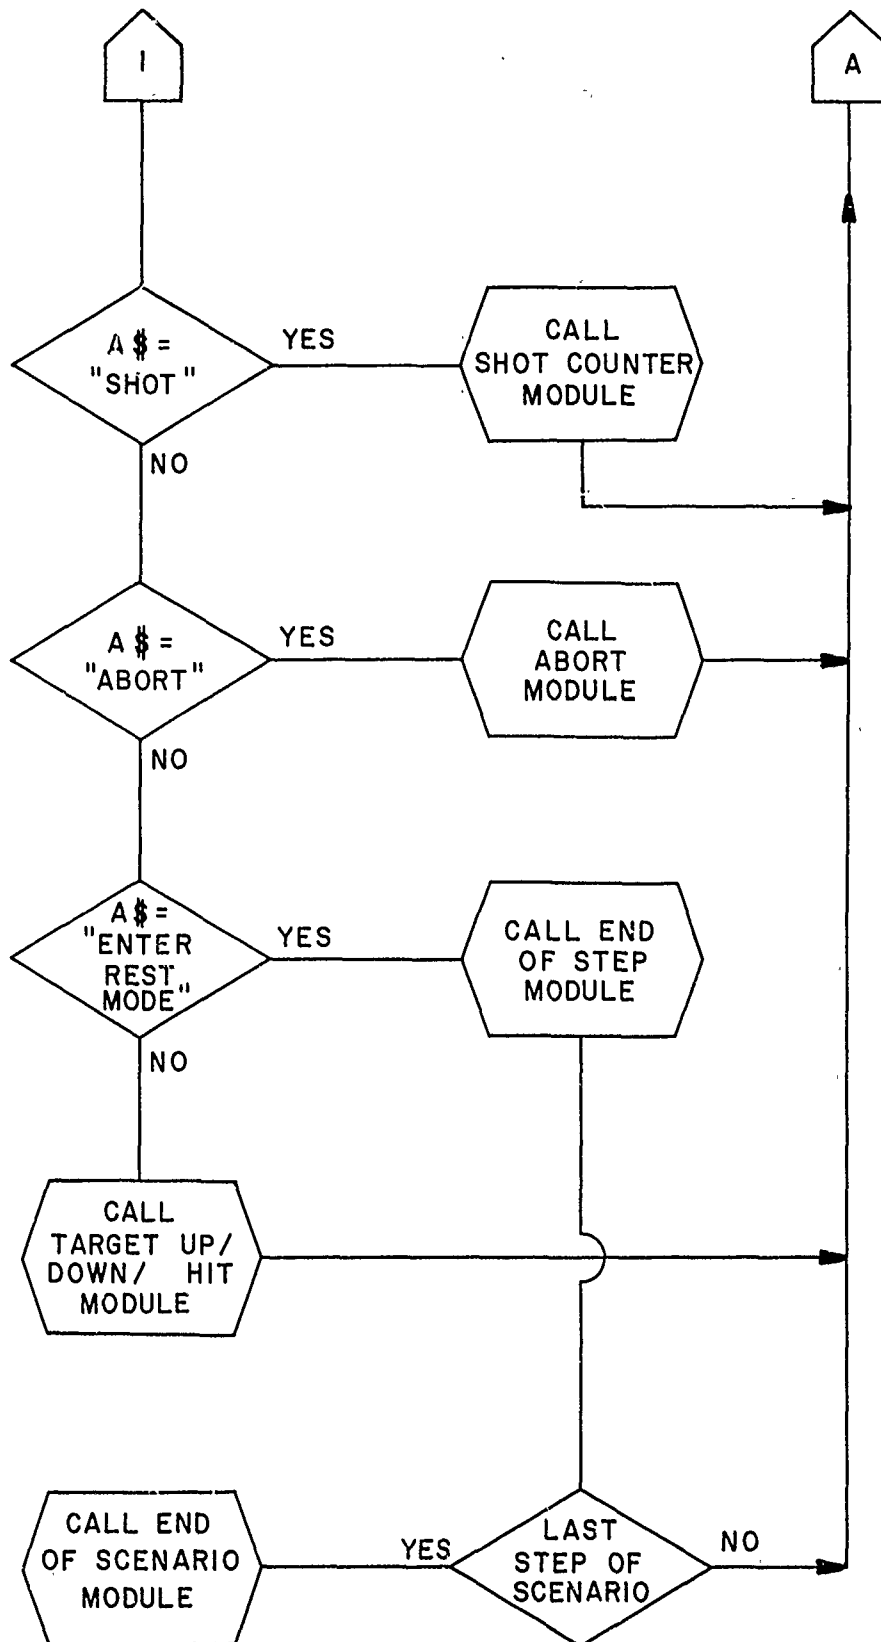 I
A
A$=
"SHOT"
YES
CALL
SHOT COUNTER
MODULE
NO
A$=
"ABORT"
YES
CALL
ABORT
MODULE
NO
A$=
"ENTER
REST
MODE"
YES
CALL END
OF STEP
MODULE
NO
CALL
TARGET UP/
DOWN/ HIT
MODULE
CALL END
OF SCENARIO
MODULE
YES
LAST
STEP OF
SCENARIO
NO